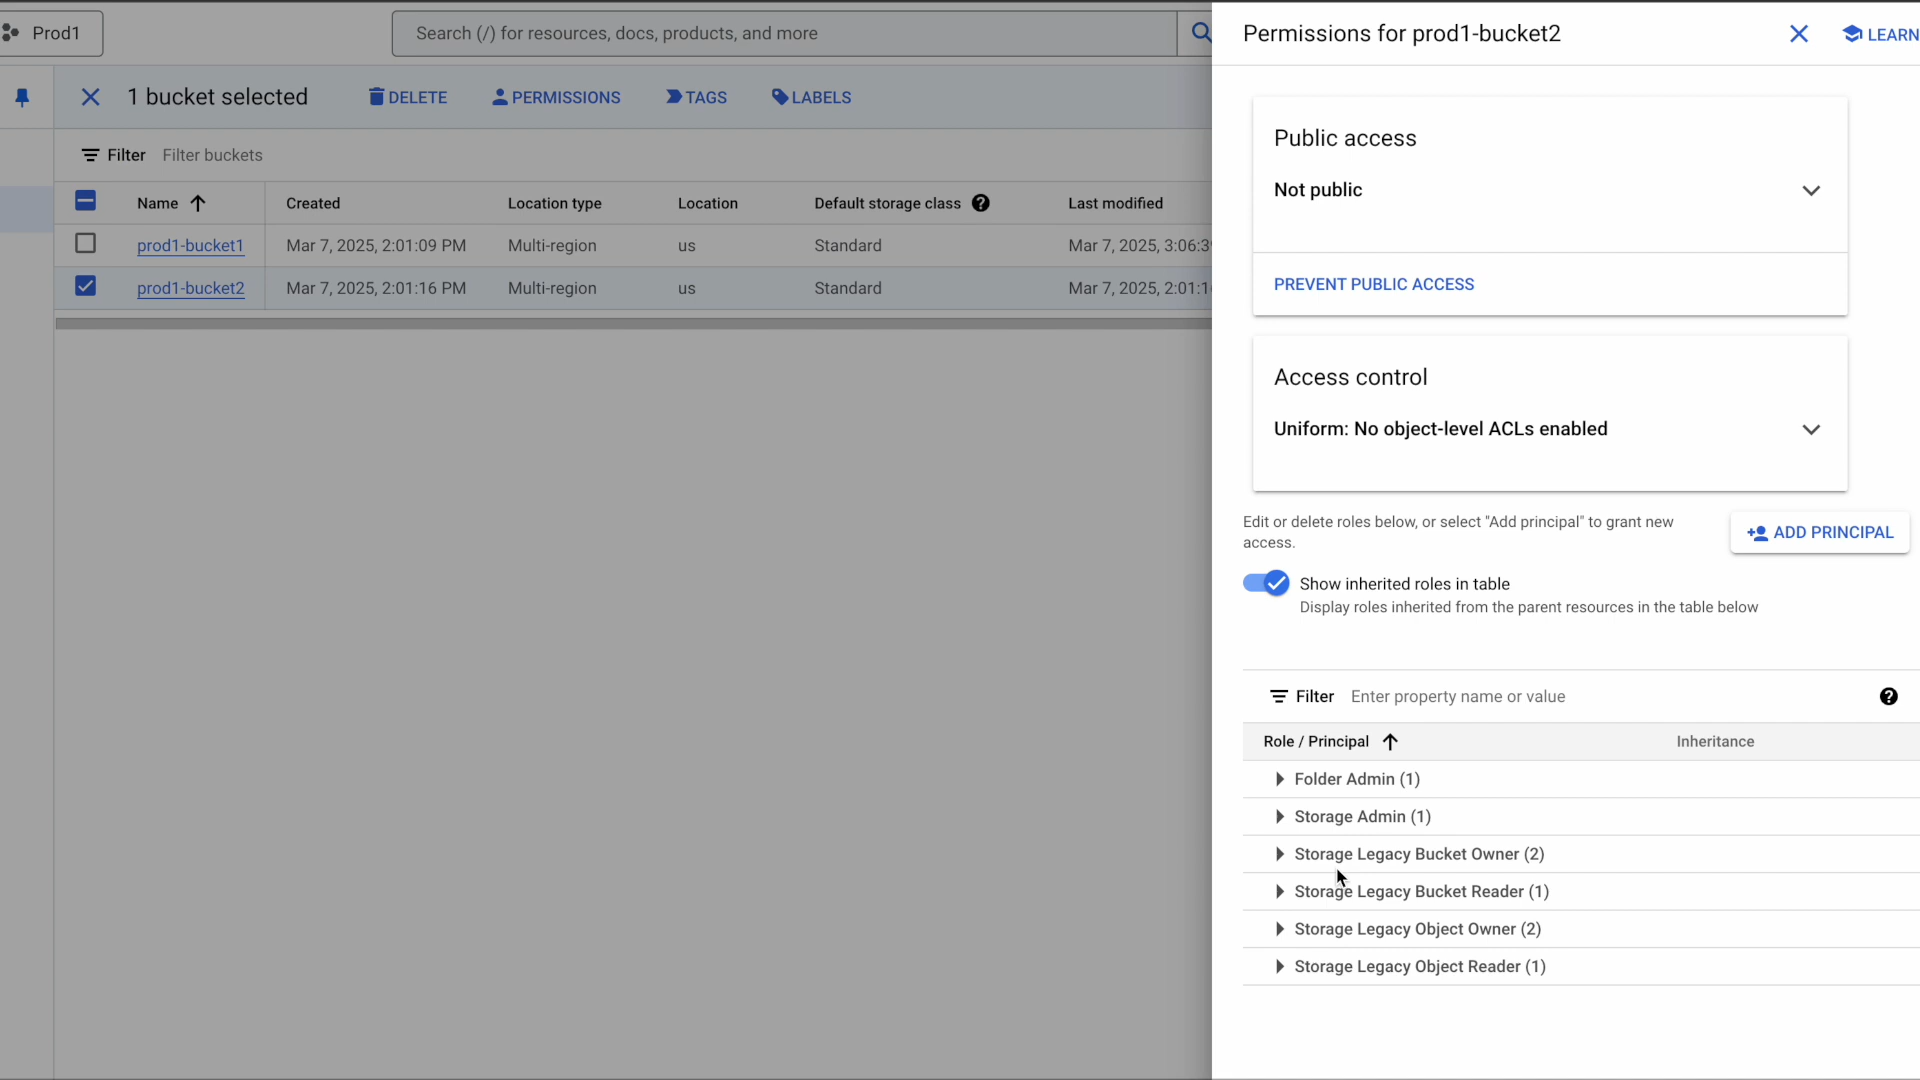 Prod1
Search (/) for resources, docs, products, and more
1 bucket selected
DELETE
PERMISSIONS
TAGS
LABELS
Filter Filter buckets
Name Created Location type Location Default storage class Last modified
prod1-bucket1 Mar 7, 2025, 2:01:09 PM Multi-region us Standard Mar 7, 2025, 3:06:3
prod1-bucket2 Mar 7, 2025, 2:01:16 PM Multi-region us Standard Mar 7, 2025, 2:01:1
Permissions for prod1-bucket2
LEARN
Public access
Not public
PREVENT PUBLIC ACCESS
Access control
Uniform: No object-level ACLs enabled
Edit or delete roles below, or select "Add principal" to grant new
access.
ADD PRINCIPAL
Show inherited roles in table
Display roles inherited from the parent resources in the table below
Filter Enter property name or value
Role / Principal Inheritance
Folder Admin (1)
Storage Admin (1)
Storage Legacy Bucket Owner (2)
Storage Legacy Bucket Reader (1)
Storage Legacy Object Owner (2)
Storage Legacy Object Reader (1)